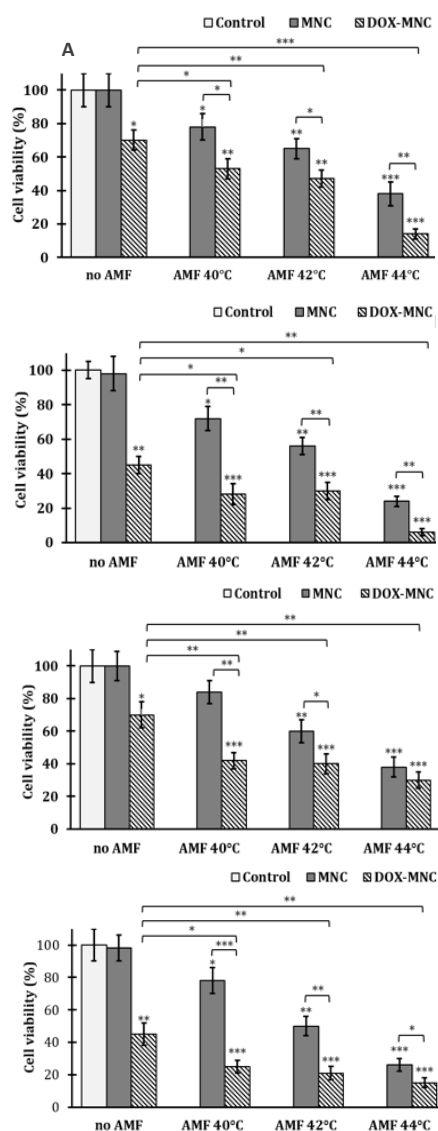 □ Control ■ MNC ▧ DOX-MNC
A
***
**
*
Cell viability (%)
100
80
60
40
20
0
* * ** * ** ** *** ** ***
no AMF AMF 40°C AMF 42°C AMF 44°C
□ Control ■ MNC ▧ DOX-MNC
**
*
*
Cell viability (%)
100
80
60
40
20
0
** * ** *** ** ** *** *** ** ***
no AMF AMF 40°C AMF 42°C AMF 44°C
□ Control ■ MNC ▧ DOX-MNC
**
**
**
Cell viability (%)
100
80
60
40
20
0
* ** *** ** * *** *** ***
no AMF AMF 40°C AMF 42°C AMF 44°C
□ Control ■ MNC ▧ DOX-MNC
**
**
*
Cell viability (%)
100
80
60
40
20
0
** * *** *** ** ** *** *** * ***
no AMF AMF 40°C AMF 42°C AMF 44°C